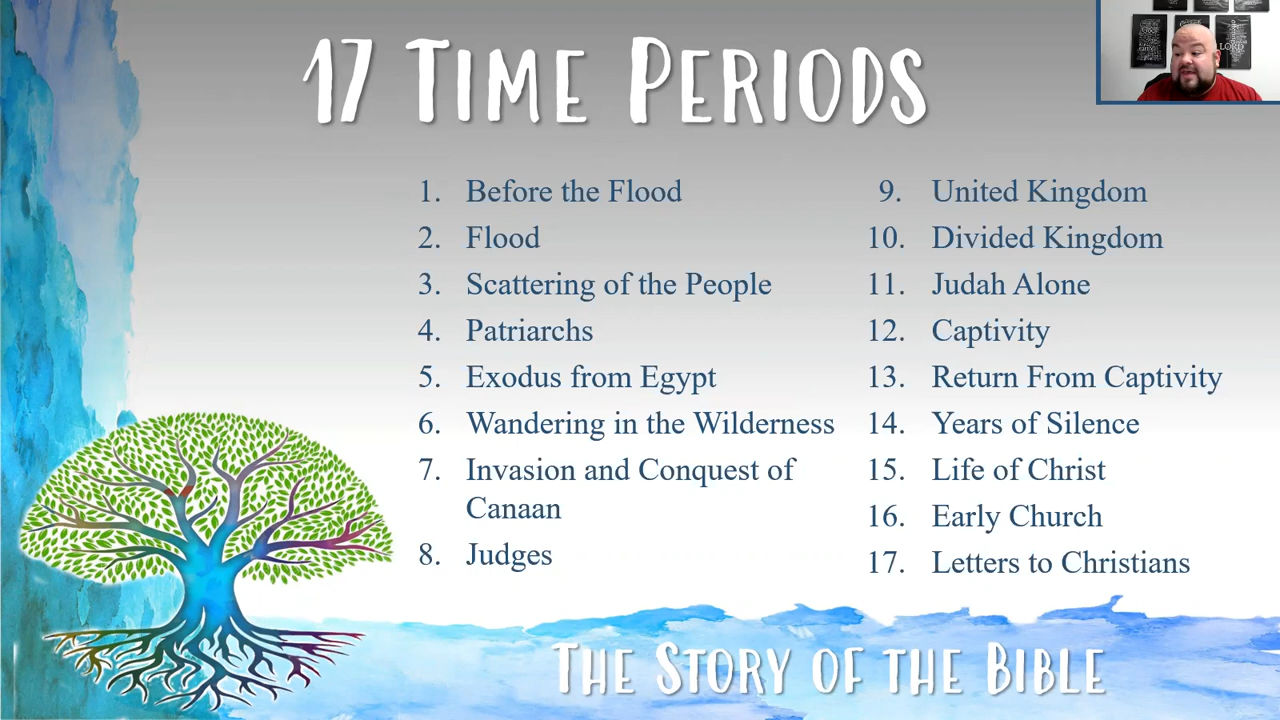 17 Time Periods
1. Before the Flood
2. Flood
3. Scattering of the People
4. Patriarchs
5. Exodus from Egypt
6. Wandering in the Wilderness
7. Invasion and Conquest of
Canaan
8. Judges
9. United Kingdom
10. Divided Kingdom
11. Judah Alone
12. Captivity
13. Return From Captivity
14. Years of Silence
15. Life of Christ
16. Early Church
17. Letters to Christians
The Story of the Bible
LORD